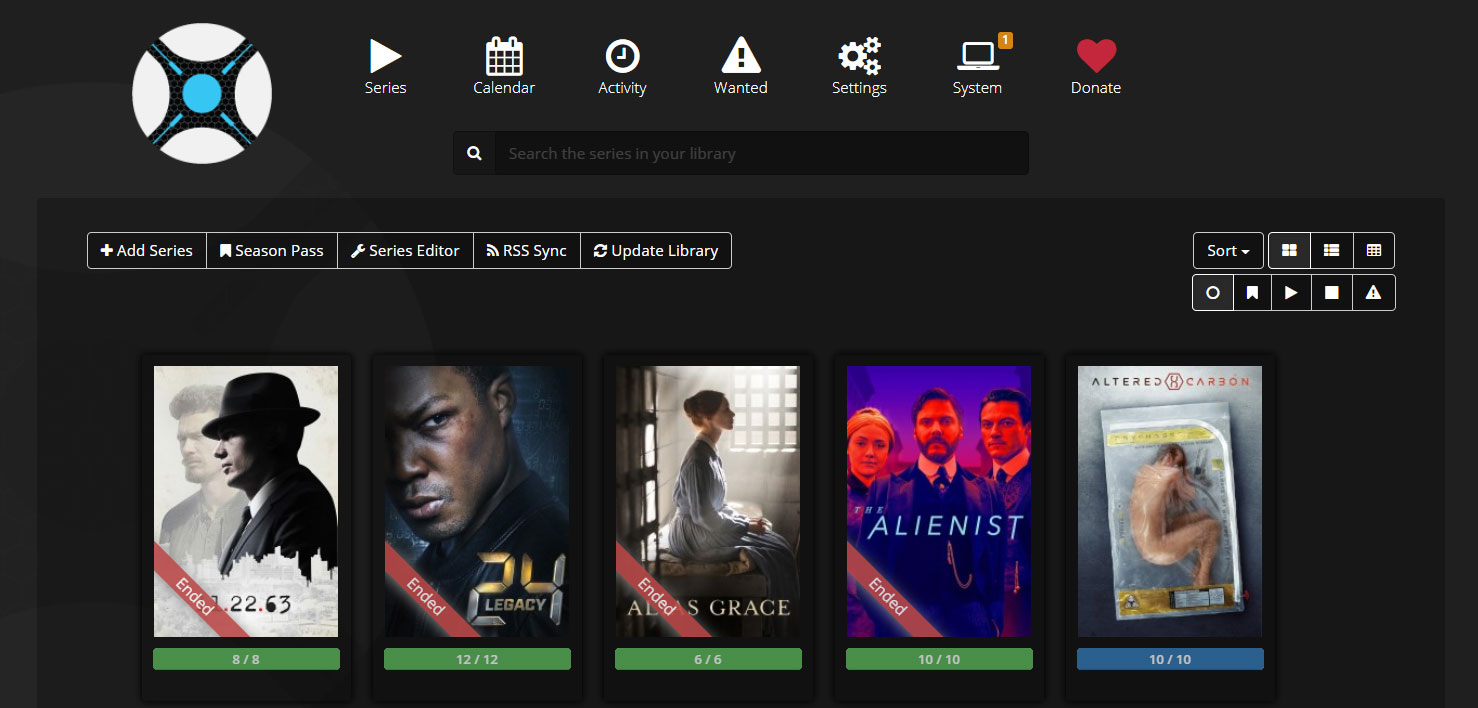 1
Series Calendar Activity Wanted Settings System Donate
Search the series in your library
Add Series Season Pass Series Editor RSS Sync Update Library Sort
ALTERED CARBON
THE
ALIENIST
Ended Ended Ended Ended
.22.63
24
LEGACY
GRACE
8 / 8 12 / 12 6 / 6 10 / 10 10 / 10